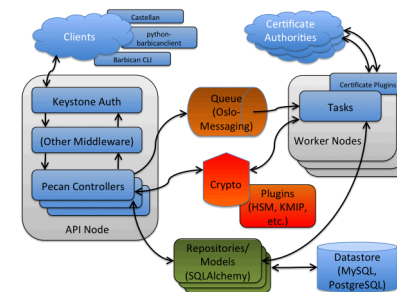 Castellan
Clients
python-
barbicanclient
Barbican CLI
Certificate
Authorities
Keystone Auth
(Other Middleware)
Pecan Controllers
API Node
Queue
(Oslo-
Messaging)
Certificate Plugins
Tasks
Worker Nodes
Crypto
Plugins
(HSM, KMIP,
etc.)
Repositories/
Models
(SQLAlchemy)
Datastore
(MySQL,
PostgreSQL)